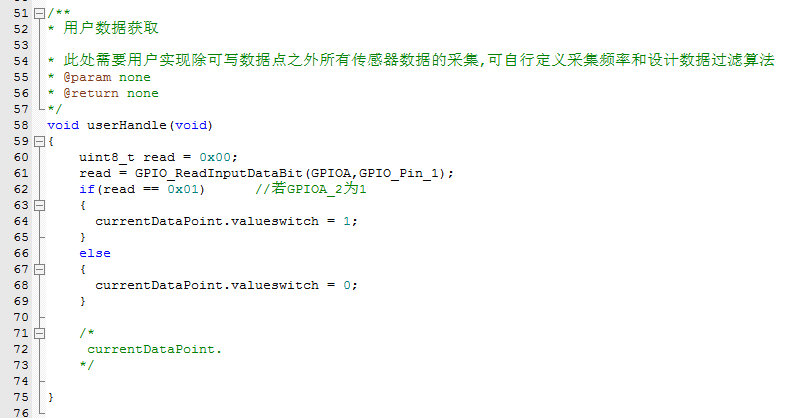 51 /**
52 * 用户数据获取
53
54 * 此处需要用户实现除可写数据点之外所有传感器数据的采集,可自行定义采集频率和设计数据过滤算法
55 * @param none
56 * @return none
57 */
58 void userHandle(void)
59 {
60     uint8_t read = 0x00;
61     read = GPIO_ReadInputDataBit(GPIOA,GPIO_Pin_1);
62     if(read == 0x01)      //若GPIOA_2为1
63     {
64       currentDataPoint.valueswitch = 1;
65     }
66     else
67     {
68       currentDataPoint.valueswitch = 0;
69     }
70
71     /*
72      currentDataPoint.
73     */
74
75 }
76